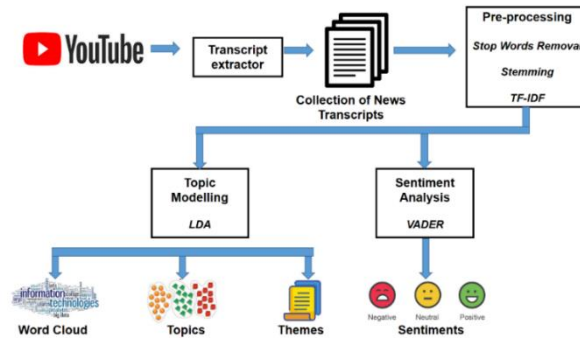 YouTube
Transcript
extractor
Collection of News
Transcripts
Pre-processing
Stop Words Removal
Stemming
TF-IDF
Topic
Modelling
LDA
Sentiment
Analysis
VADER
information
technologies
Word Cloud
Topics
Themes
Negative
Neutral
Positive
Sentiments